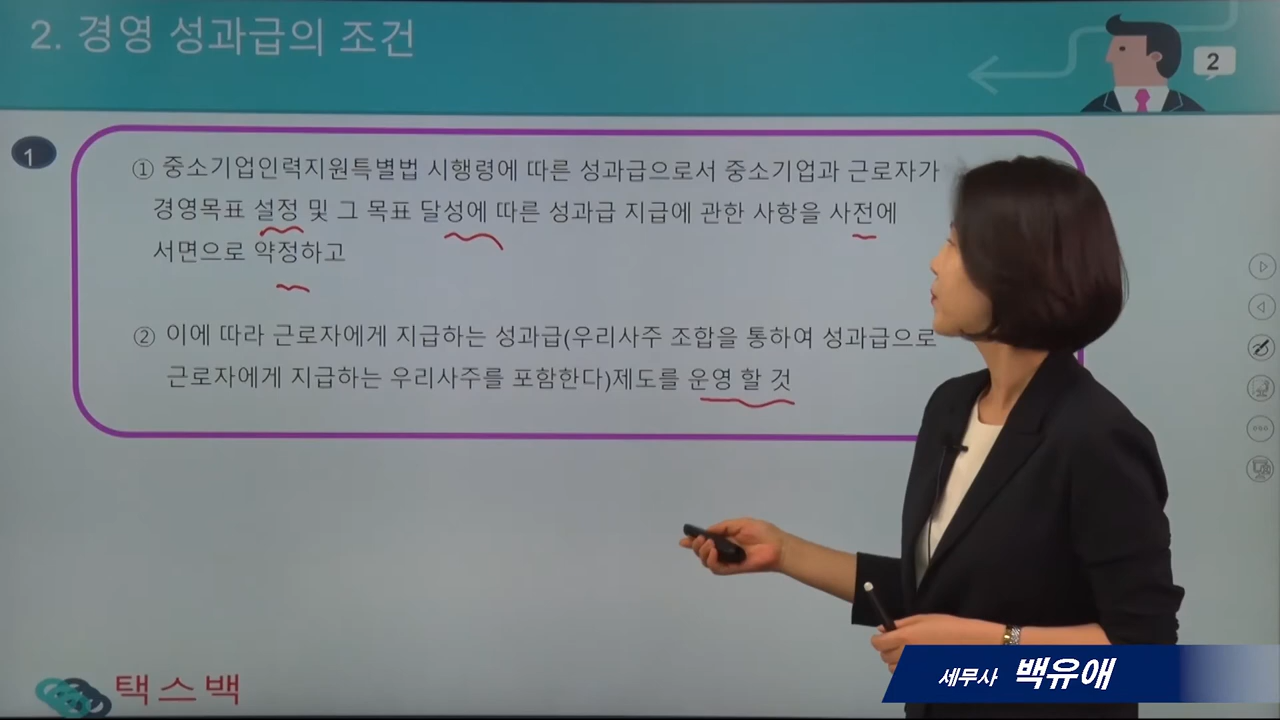 2. 경영 성과급의 조건
2
1
① 중소기업인력지원특별법 시행령에 따른 성과급으로서 중소기업과 근로자가
경영목표 설정 및 그 목표 달성에 따른 성과급 지급에 관한 사항을 사전에
서면으로 약정하고
② 이에 따라 근로자에게 지급하는 성과급(우리사주 조합을 통하여 성과급으로
근로자에게 지급하는 우리사주를 포함한다)제도를 운영 할 것
택스백
세무사 백유애